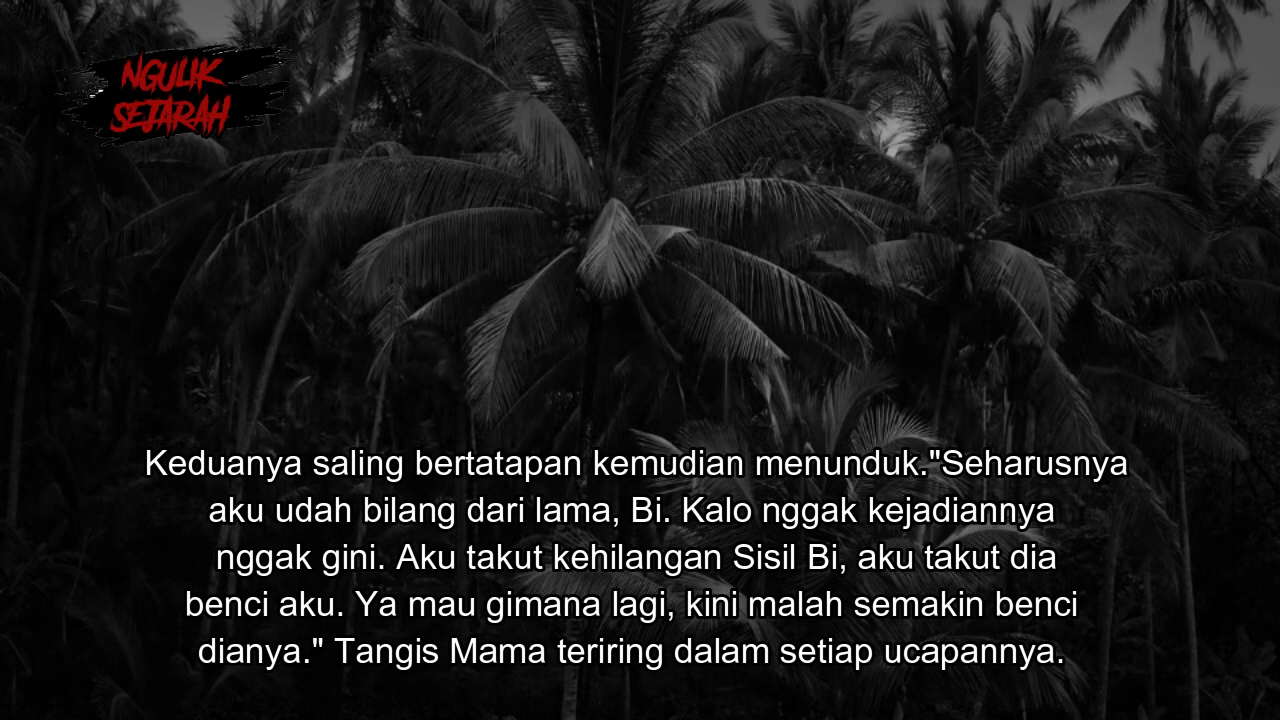 NGULIK
SEJARAH
Keduanya saling bertatapan kemudian menunduk."Seharusnya
aku udah bilang dari lama, Bi. Kalo nggak kejadiannya
nggak gini. Aku takut kehilangan Sisil Bi, aku takut dia
benci aku. Ya mau gimana lagi, kini malah semakin benci
dianya." Tangis Mama teriring dalam setiap ucapannya.